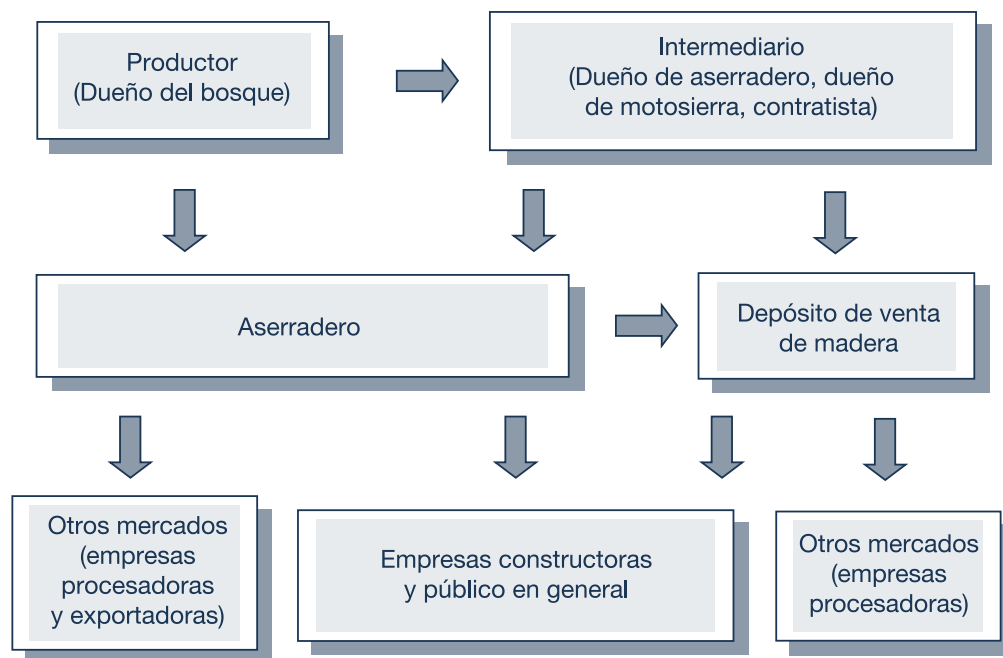 Productor
(Dueño del bosque)
Intermediario
(Dueño de aserradero, dueño
de motosierra, contratista)
Aserradero
Depósito de venta
de madera
Otros mercados
(empresas
procesadoras
y exportadoras)
Empresas constructoras
y público en general
Otros mercados
(empresas
procesadoras)